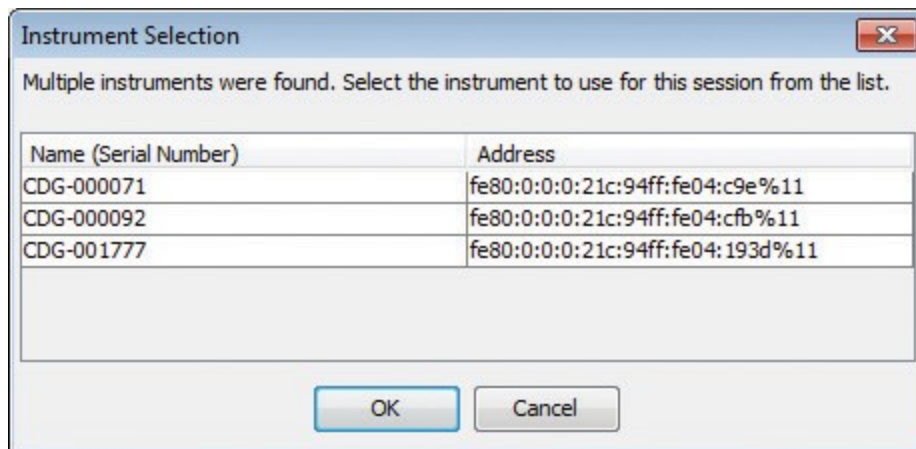 Instrument Selection
Multiple instruments were found. Select the instrument to use for this session from the list.
Name (Serial Number) Address
CDG-000071 fe80:0:0:0:21c:94ff:fe04:c9e%11
CDG-000092 fe80:0:0:0:21c:94ff:fe04:cfb%11
CDG-001777 fe80:0:0:0:21c:94ff:fe04:193d%11
OK Cancel